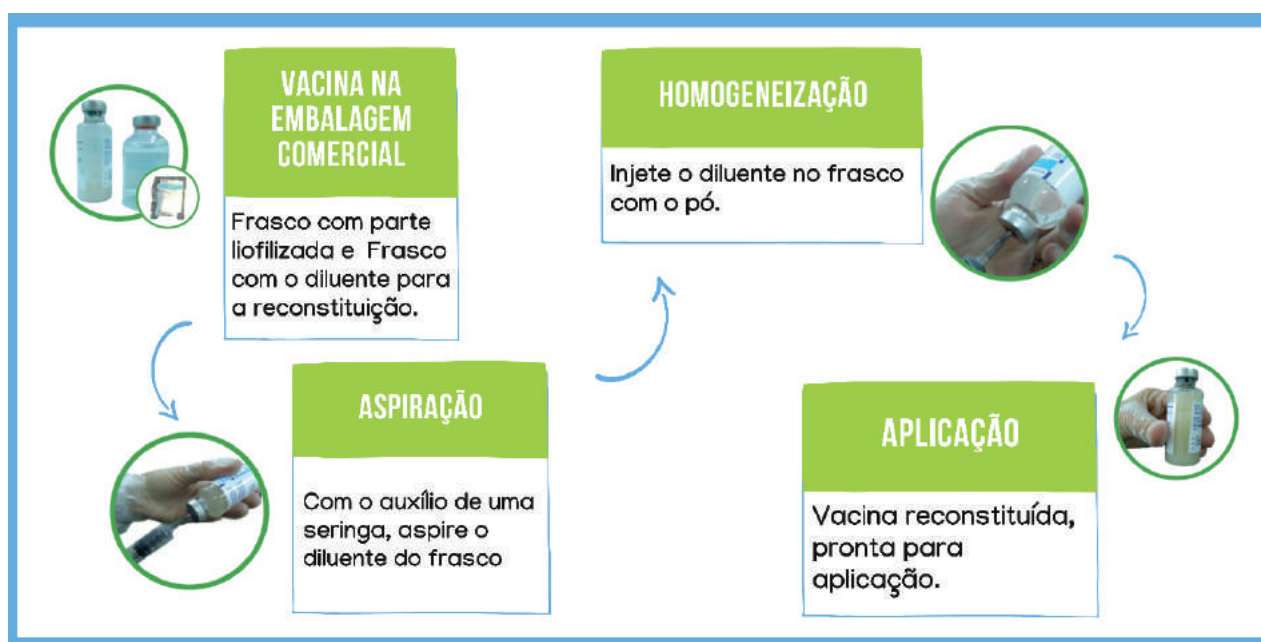 VACINA NA
EMBALAGEM
COMERCIAL
Frasco com parte
liofilizada e Frasco
com o diluente para
a reconstituição.
ASPIRAÇÃO
Com o auxílio de uma
seringa, aspire o
diluente do frasco
HOMOGENEIZAÇÃO
Injete o diluente no frasco
com o pó.
APLICAÇÃO
Vacina reconstituída,
pronta para
aplicação.